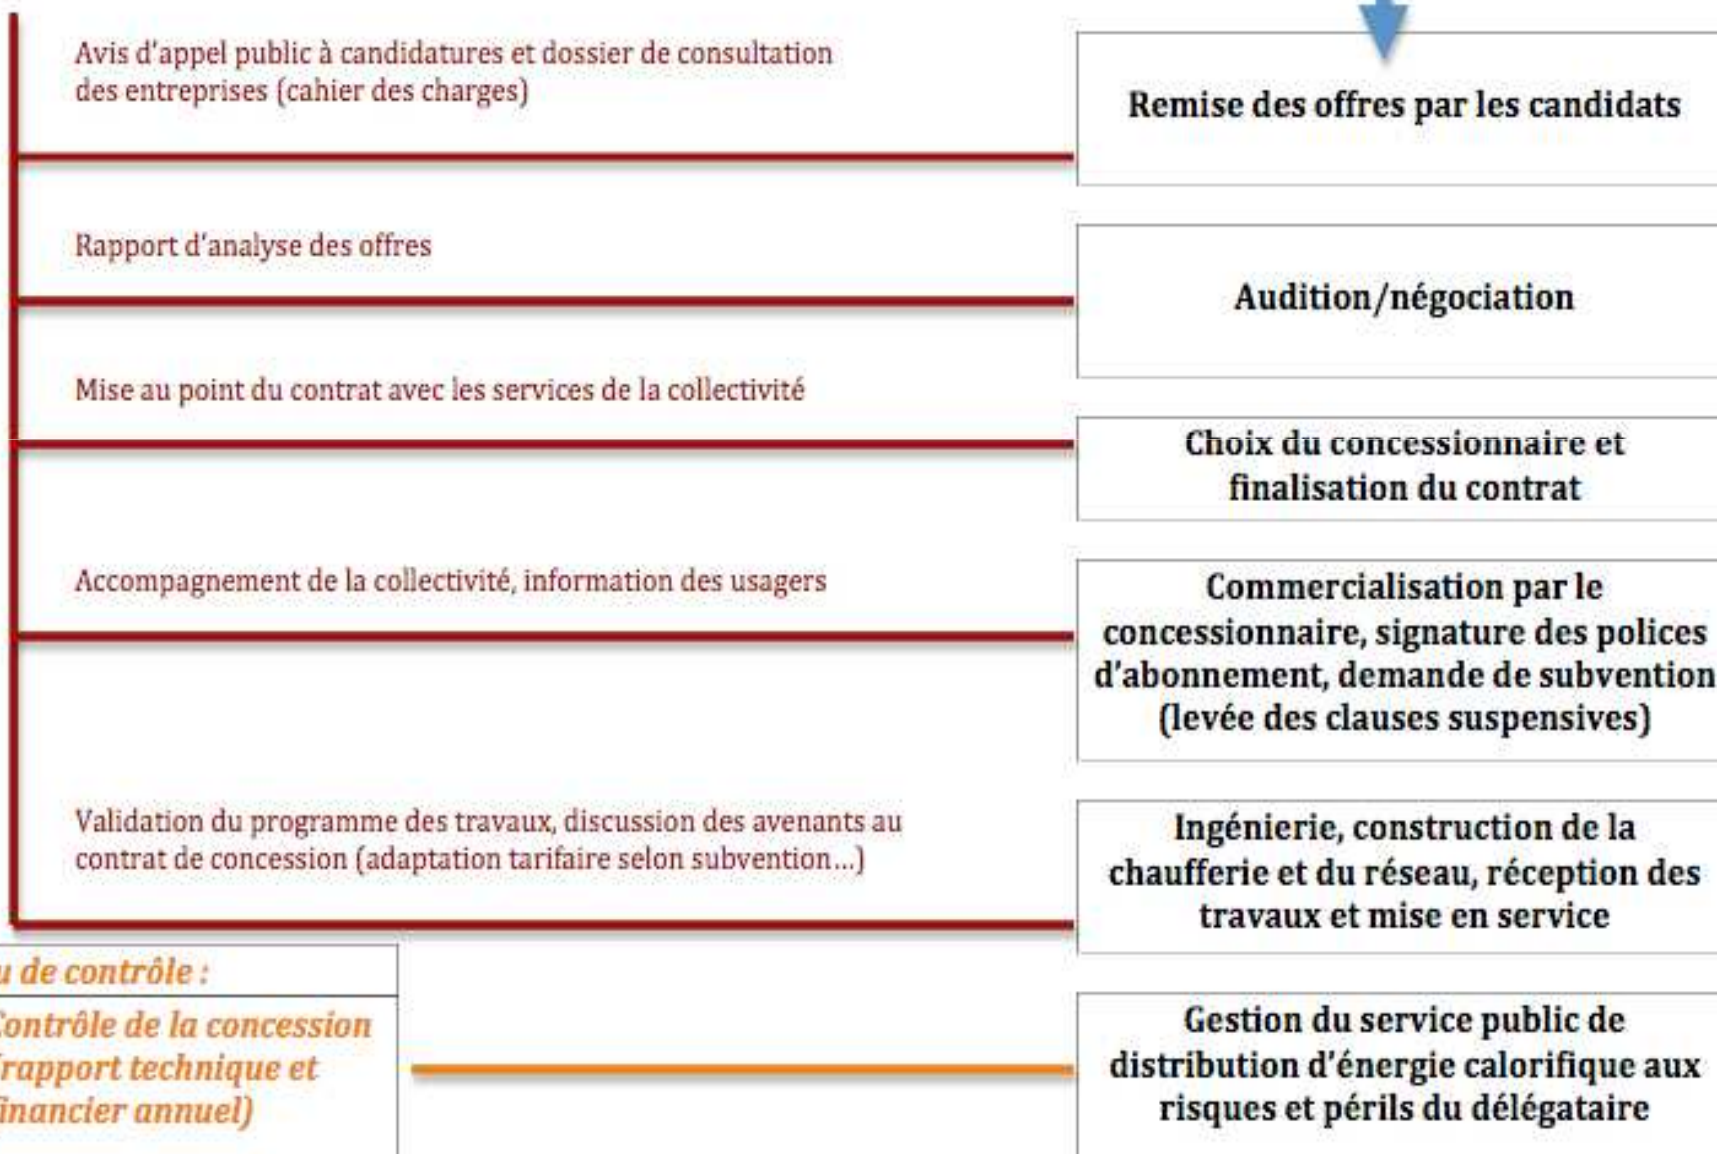 Avis d'appel public à candidatures et dossier de consultation
des entreprises (cahier des charges)
Remise des offres par les candidats
Rapport d'analyse des offres
Audition/négociation
Mise au point du contrat avec les services de la collectivité
Choix du concessionnaire et
finalisation du contrat
Accompagnement de la collectivité, information des usagers
Commercialisation par le
concessionnaire, signature des polices
d'abonnement, demande de subvention
(levée des clauses suspensives)
Validation du programme des travaux, discussion des avenants au
contrat de concession (adaptation tarifaire selon subvention...)
Ingénierie, construction de la
chaufferie et du réseau, réception des
travaux et mise en service
de contrôle :
Contrôle de la concession
(rapport technique et
financier annuel)
Gestion du service public de
distribution d'énergie calorifique aux
risques et périls du délégataire